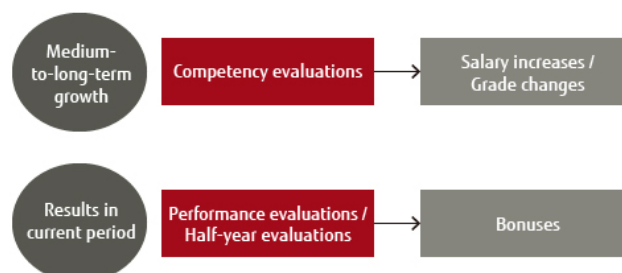 Medium-
to-long-term
growth
Competency evaluations
Salary increases /
Grade changes
Results in
current period
Performance evaluations /
Half-year evaluations
Bonuses